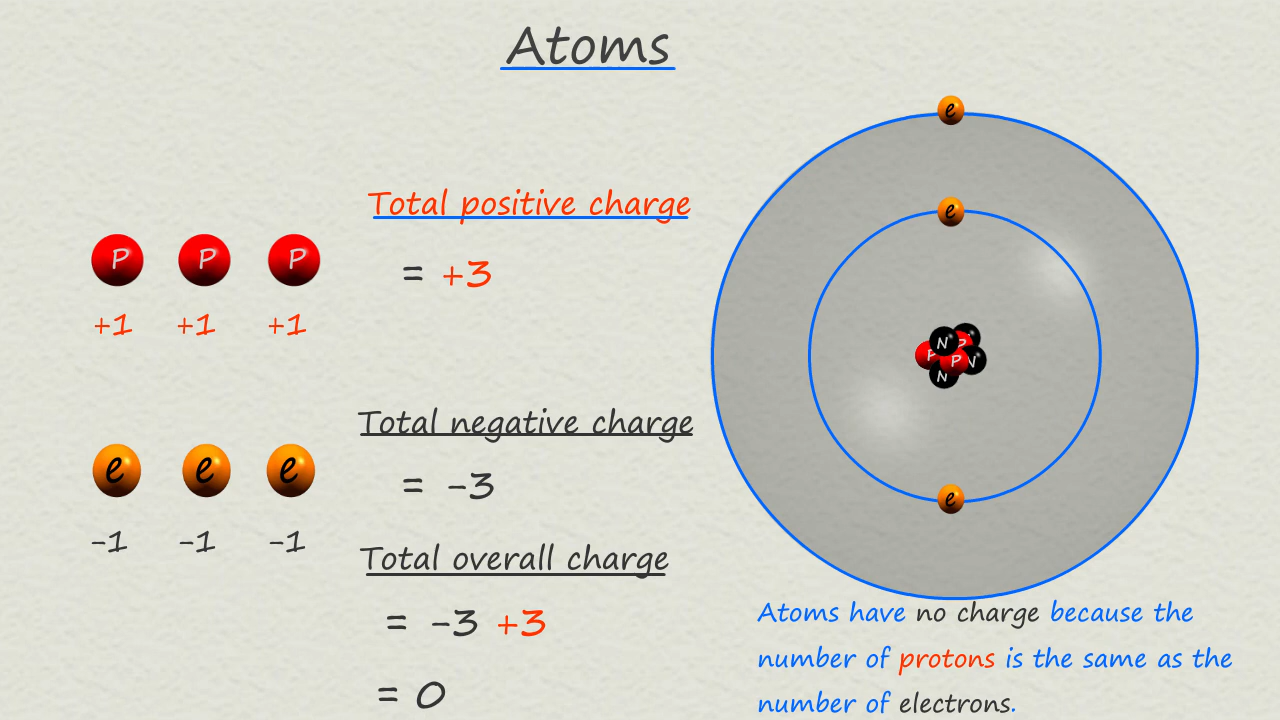 Atoms
Total positive charge
P P P
= +3
+1 +1 +1
Total negative charge
e e e
= -3
-1 -1 -1
Total overall charge
= -3 +3
= 0
e
e
N P
P P N
N
e
Atoms have no charge because the
number of protons is the same as the
number of electrons.